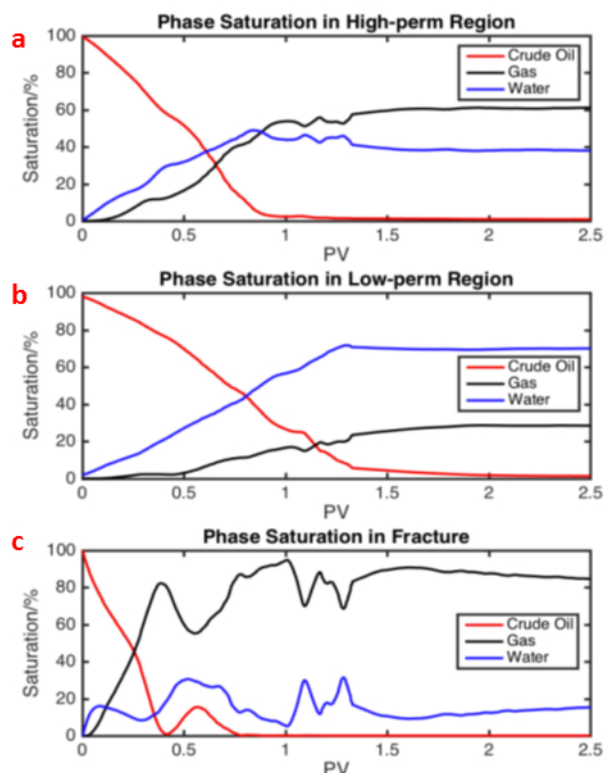 a
Phase Saturation in High-perm Region
Saturation/%
100
80
60
40
20
0
Crude Oil
Gas
Water
0 0.5 1 1.5 2 2.5
PV
b
Phase Saturation in Low-perm Region
Saturation/%
100
80
60
40
20
0
Crude Oil
Gas
Water
0 0.5 1 1.5 2 2.5
PV
c
Phase Saturation in Fracture
Saturation/%
100
80
60
40
20
0
Crude Oil
Gas
Water
0 0.5 1 1.5 2 2.5
PV